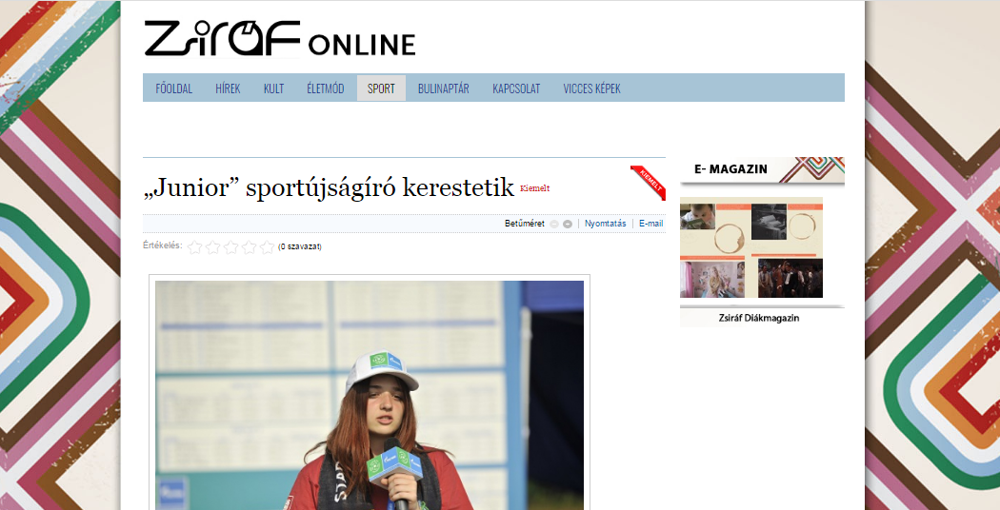 Zsiráf ONLINE
FŐOLDAL HÍREK KULT ÉLETMÓD SPORT BULINAPTÁR KAPCSOLAT VICCES KÉPEK
„Junior” sportújságíró kerestetik Kiemelt
KIEMELT
Betűméret Nyomtatás E-mail
Értékelés: (0 szavazat)
E- MAGAZIN
Zsiráf Diákmagazin